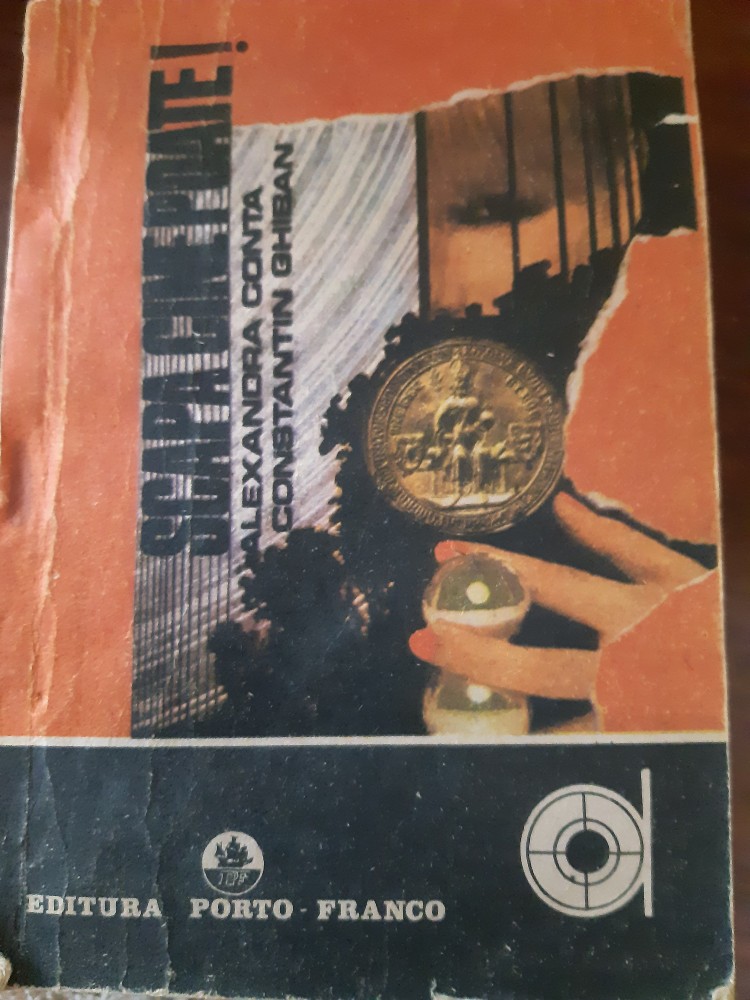 SCAPA CINE POATE!
ALEXANDRA CONTA
CONSTANTIN GHIBAN
EDITURA PORTO-FRANCO